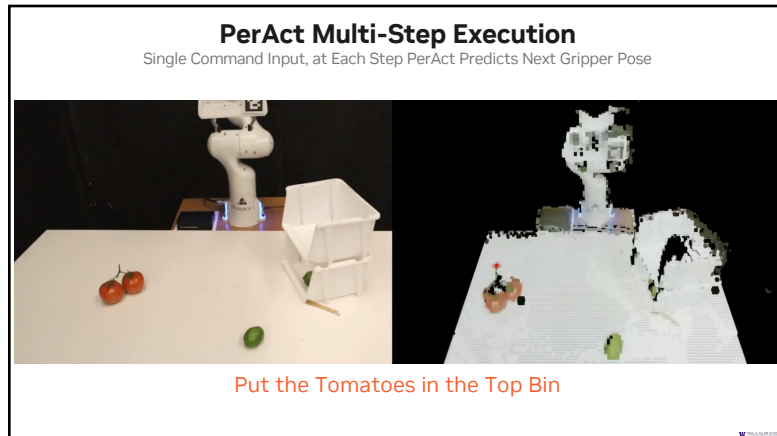 PerAct Multi-Step Execution
Single Command Input, at Each Step PerAct Predicts Next Gripper Pose
Put the Tomatoes in the Top Bin